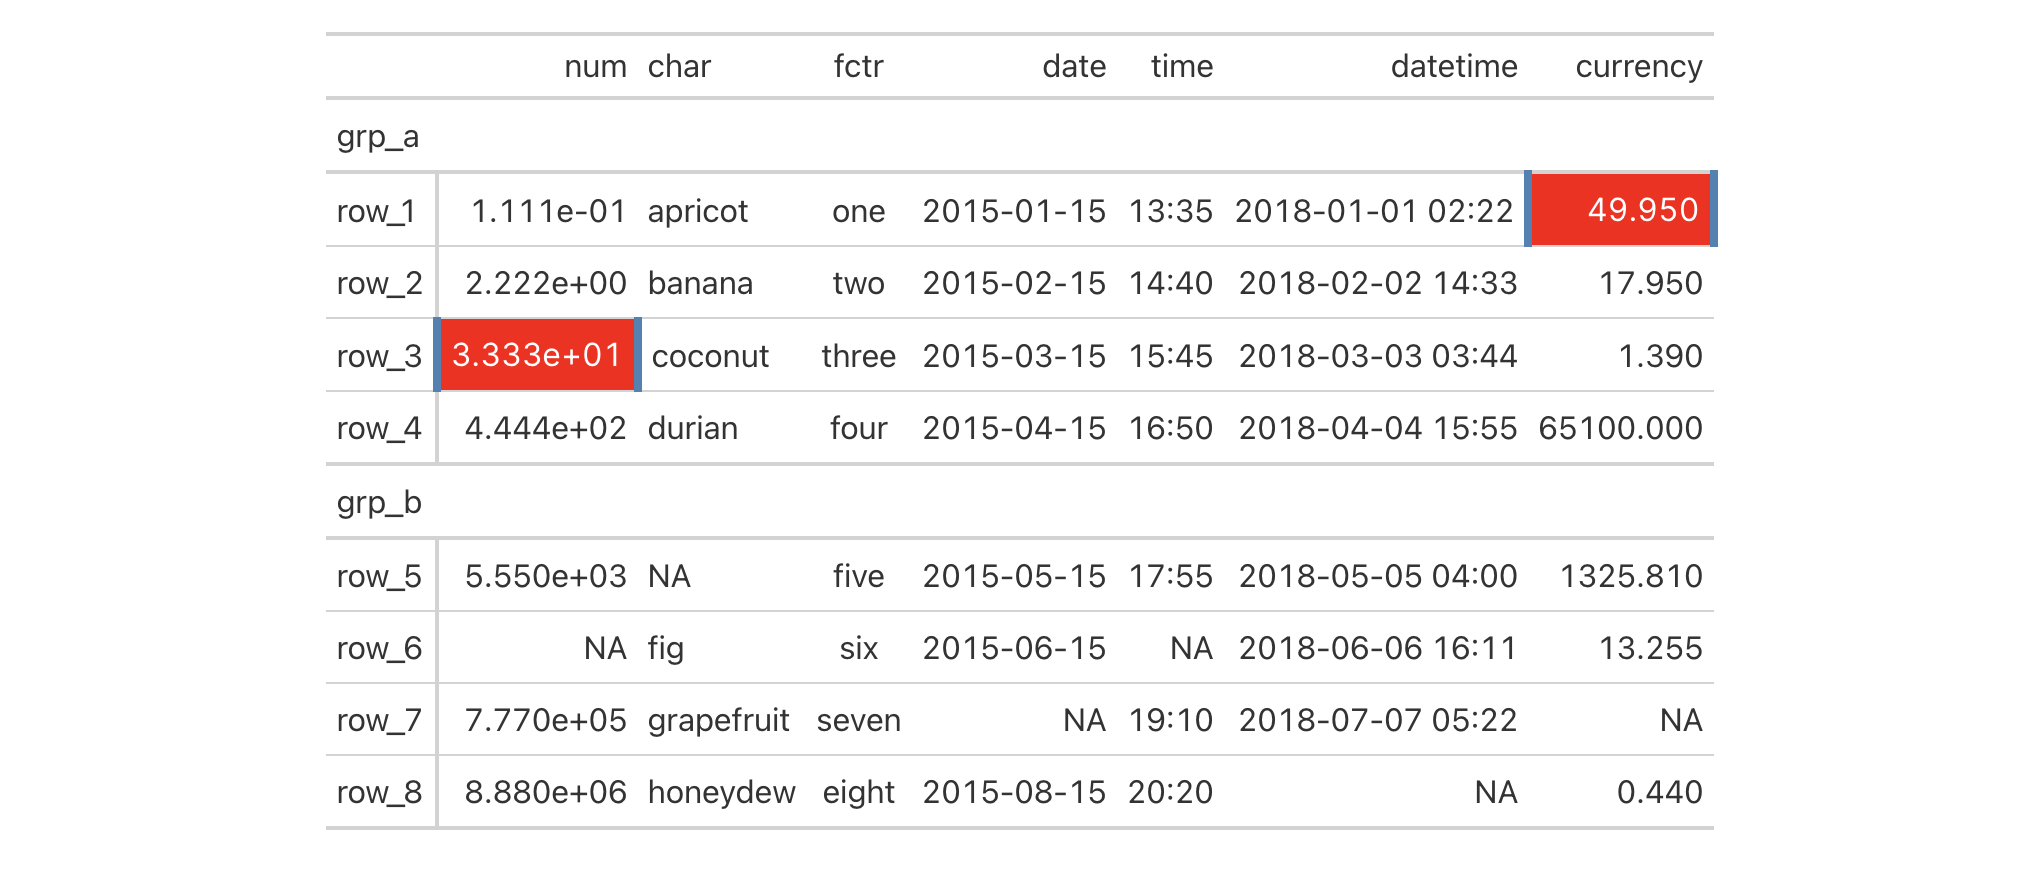 num char fctr date time datetime currency
grp_a
row_1 1.111e-01 apricot one 2015-01-15 13:35 2018-01-01 02:22 49.950
row_2 2.222e+00 banana two 2015-02-15 14:40 2018-02-02 14:33 17.950
row_3 3.333e+01 coconut three 2015-03-15 15:45 2018-03-03 03:44 1.390
row_4 4.444e+02 durian four 2015-04-15 16:50 2018-04-04 15:55 65100.000
grp_b
row_5 5.550e+03 NA five 2015-05-15 17:55 2018-05-05 04:00 1325.810
row_6 NA fig six 2015-06-15 NA 2018-06-06 16:11 13.255
row_7 7.770e+05 grapefruit seven NA 19:10 2018-07-07 05:22 NA
row_8 8.880e+06 honeydew eight 2015-08-15 20:20 NA 0.440